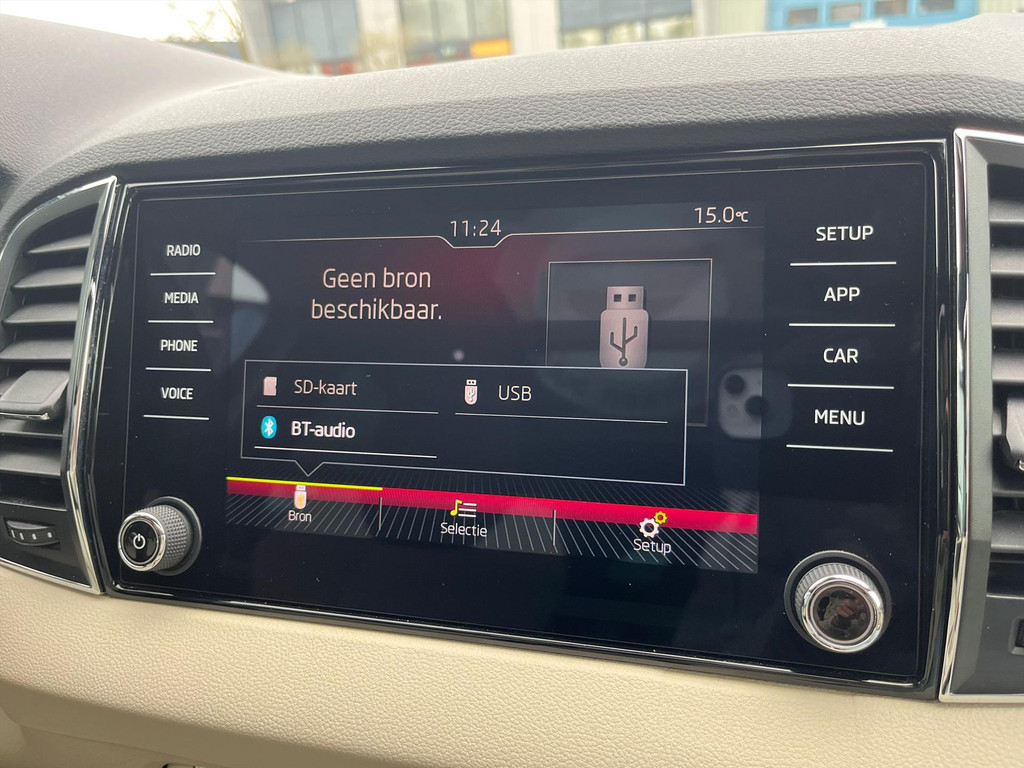 11:24
15.0°C
RADIO
MEDIA
PHONE
VOICE
Geen bron
beschikbaar.
SD-kaart
USB
BT-audio
Bron
Selectie
Setup
SETUP
APP
CAR
MENU